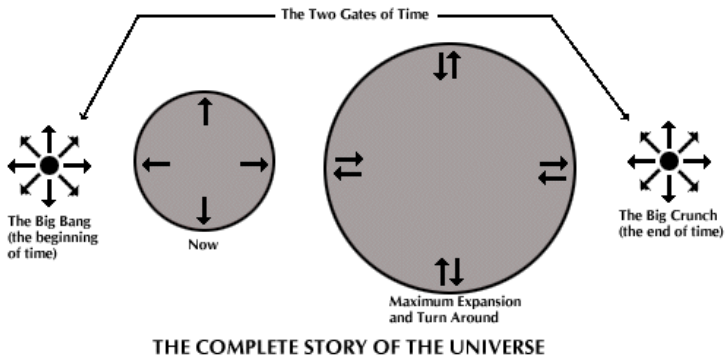 The Two Gates of Time
The Big Bang
(the beginning
of time)
Now
Maximum Expansion
and Turn Around
The Big Crunch
(the end of time)
THE COMPLETE STORY OF THE UNIVERSE